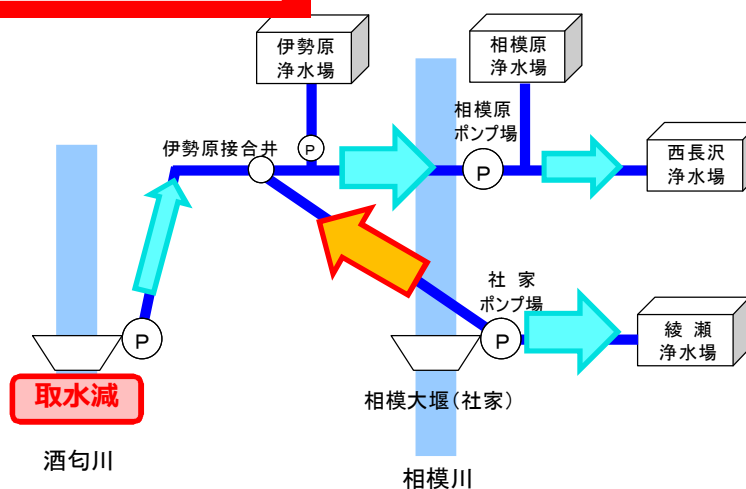 伊勢原
浄水場
相模原
浄水場
相模原
ポンプ場
伊勢原接合井
P
P
西長沢
浄水場
社 家
ポンプ場
P
P
綾 瀬
浄水場
取水減
相模大堰(社家)
酒匂川
相模川